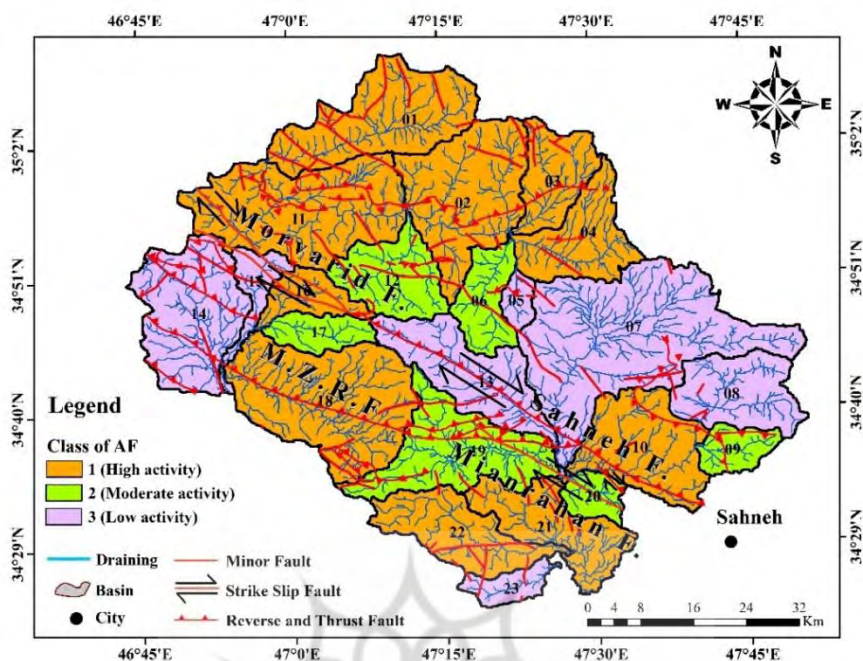 46°45'E 47°0'E 47°15'E 47°30'E 47°45'E
N
W E
S
35°2'N 35°2'N
01
03
02
11
04
Morvarid F.
34°51'N 34°51'N
15
16
12
06
05
14
07
17
13
08
M.Z.R.F
Sahneh F.
18
34°40'N 34°40'N
10
09
19
Miantahan F.
20
22
21
23
Sahneh
34°29'N 34°29'N
Legend
Class of AF
1 (High activity)
2 (Moderate activity)
3 (Low activity)
Draining Minor Fault
Basin Strike Slip Fault
City Reverse and Thrust Fault
0 4 8 16 24 32
Km
46°45'E 47°0'E 47°15'E 47°30'E 47°45'E